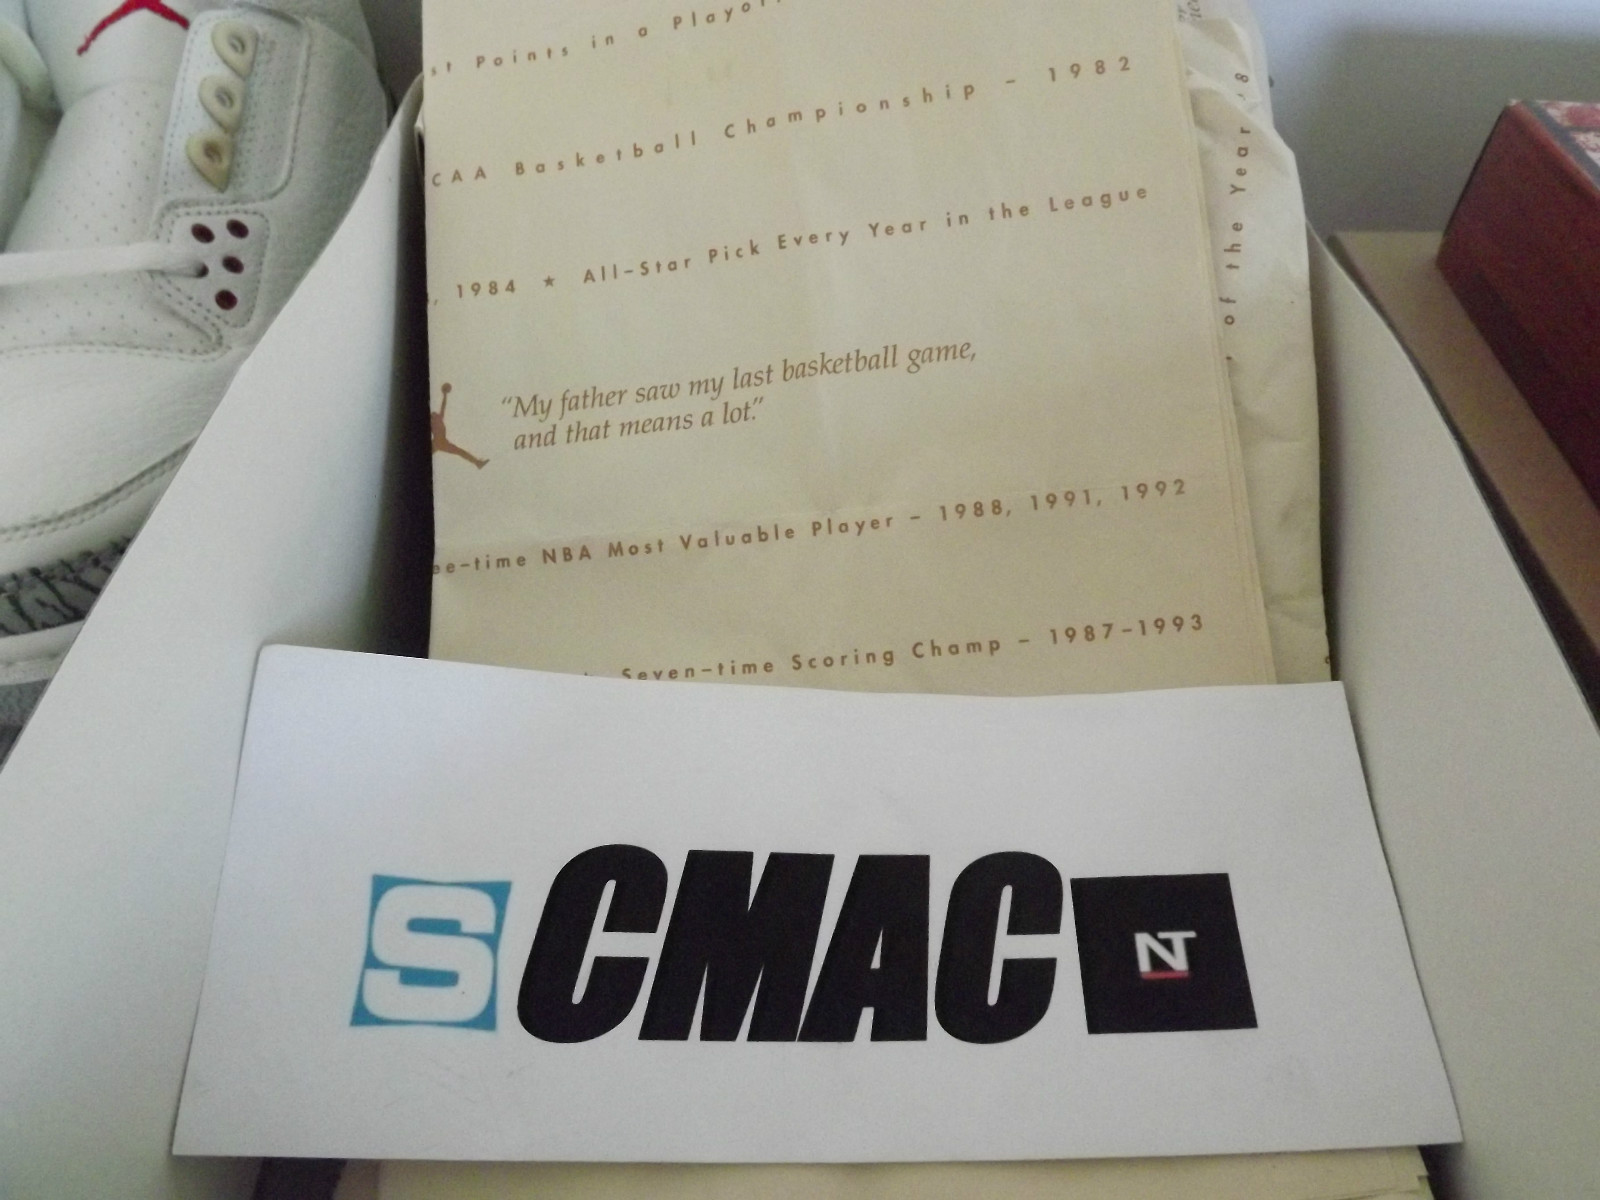 st Points in a Playo
CAA Basketball Championship – 1982
, 1984 ★ All-Star Pick Every Year in the League
“My father saw my last basketball game,
and that means a lot.”
ee-time NBA Most Valuable Player – 1988, 1991, 1992
Seven-time Scoring Champ – 1987-1993
of the Year
S CMAC NT